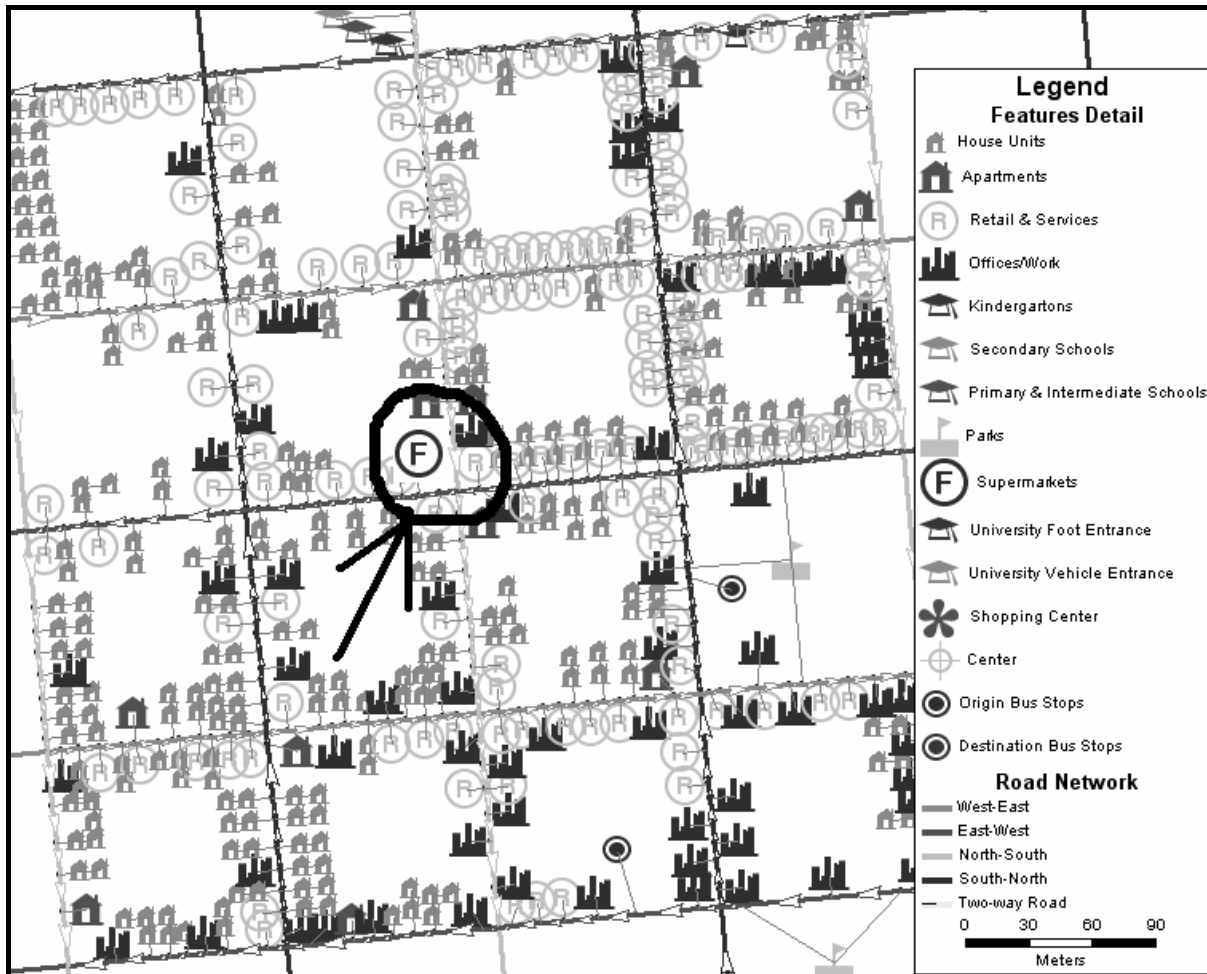 Legend
Features Detail
House Units
Apartments
R Retail & Services
Offices/Work
Kindergartons
Secondary Schools
Primary & Intermediate Schools
Parks
F Supermarkets
University Foot Entrance
University Vehicle Entrance
Shopping Center
Center
Origin Bus Stops
Destination Bus Stops
Road Network
West-East
East-West
North-South
South-North
Two-way Road
0 30 60 90
Meters
F